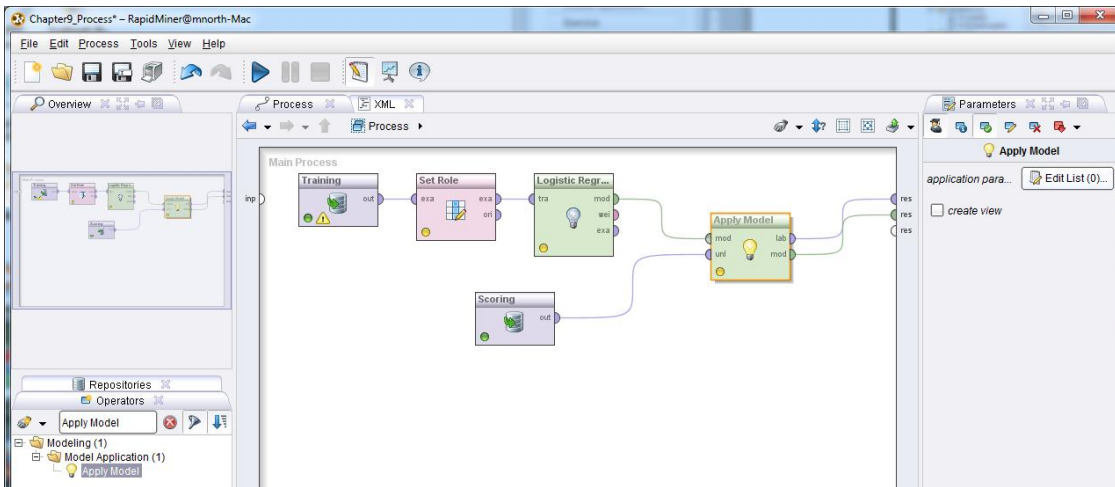 Chapter9_Process* – RapidMiner@mnorth-Mac
File Edit Process Tools View Help
Overview
Process
XML
Parameters
Process
Apply Model
application para...
Edit List (0)...
create view
Main Process
inp
Training
out
Set Role
exa
exa
ori
Logistic Regr...
tra
mod
wei
exa
Apply Model
mod
lab
unl
mod
res
res
res
Scoring
out
Repositories
Operators
Apply Model
Modeling (1)
Model Application (1)
Apply Model